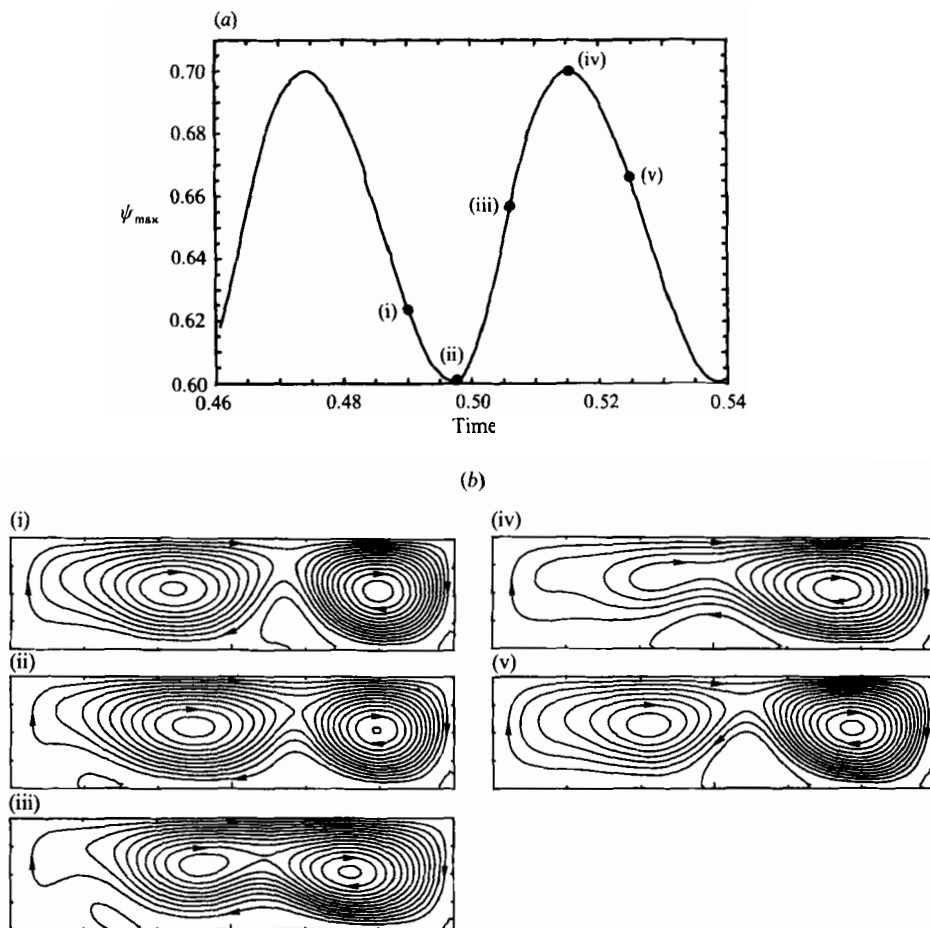 (a)
0.70
(iv)
0.68
(v)
0.66
(iii)
ψmax
0.64
(i)
0.62
(ii)
0.60
0.46
0.48
0.50
0.52
0.54
Time
(b)
(i)
(iv)
(ii)
(v)
(iii)